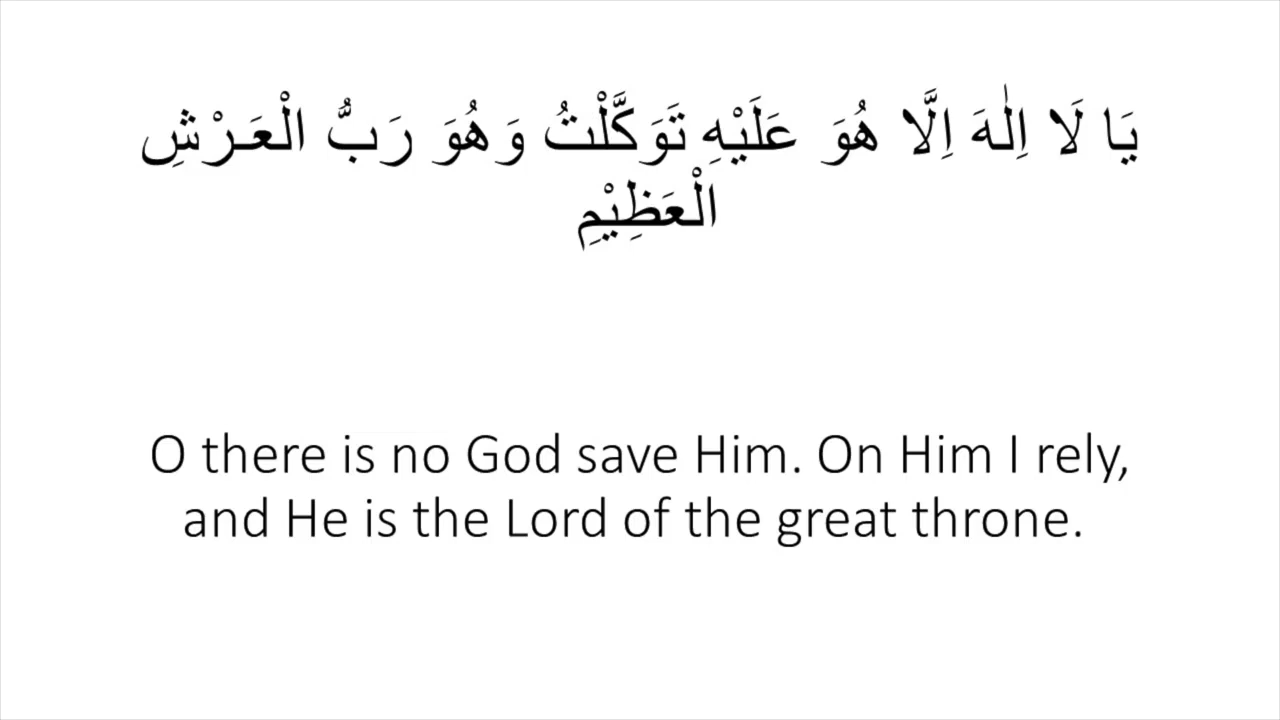 يَا لَا اِلٰهَ اِلَّا هُوَ عَلَيْهِ تَوَكَّلْتُ وَهُوَ رَبُّ الْعَرْشِ
الْعَظِيْمِ
O there is no God save Him. On Him I rely,
and He is the Lord of the great throne.